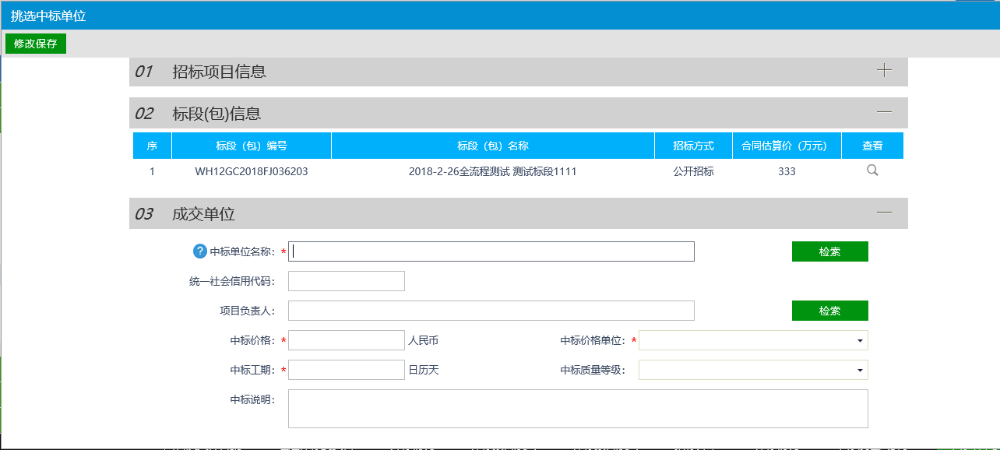 挑选中标单位
修改保存
01 招标项目信息
02 标段(包)信息
序 标段（包）编号 标段（包）名称 招标方式 合同估算价（万元） 查看
1 WH12GC2018FJ036203 2018-2-26全流程测试 测试标段1111 公开招标 333
03 成交单位
? 中标单位名称：* 检索
统一社会信用代码：
项目负责人： 检索
中标价格：* 人民币 中标价格单位：*
中标工期：* 日历天 中标质量等级：
中标说明：